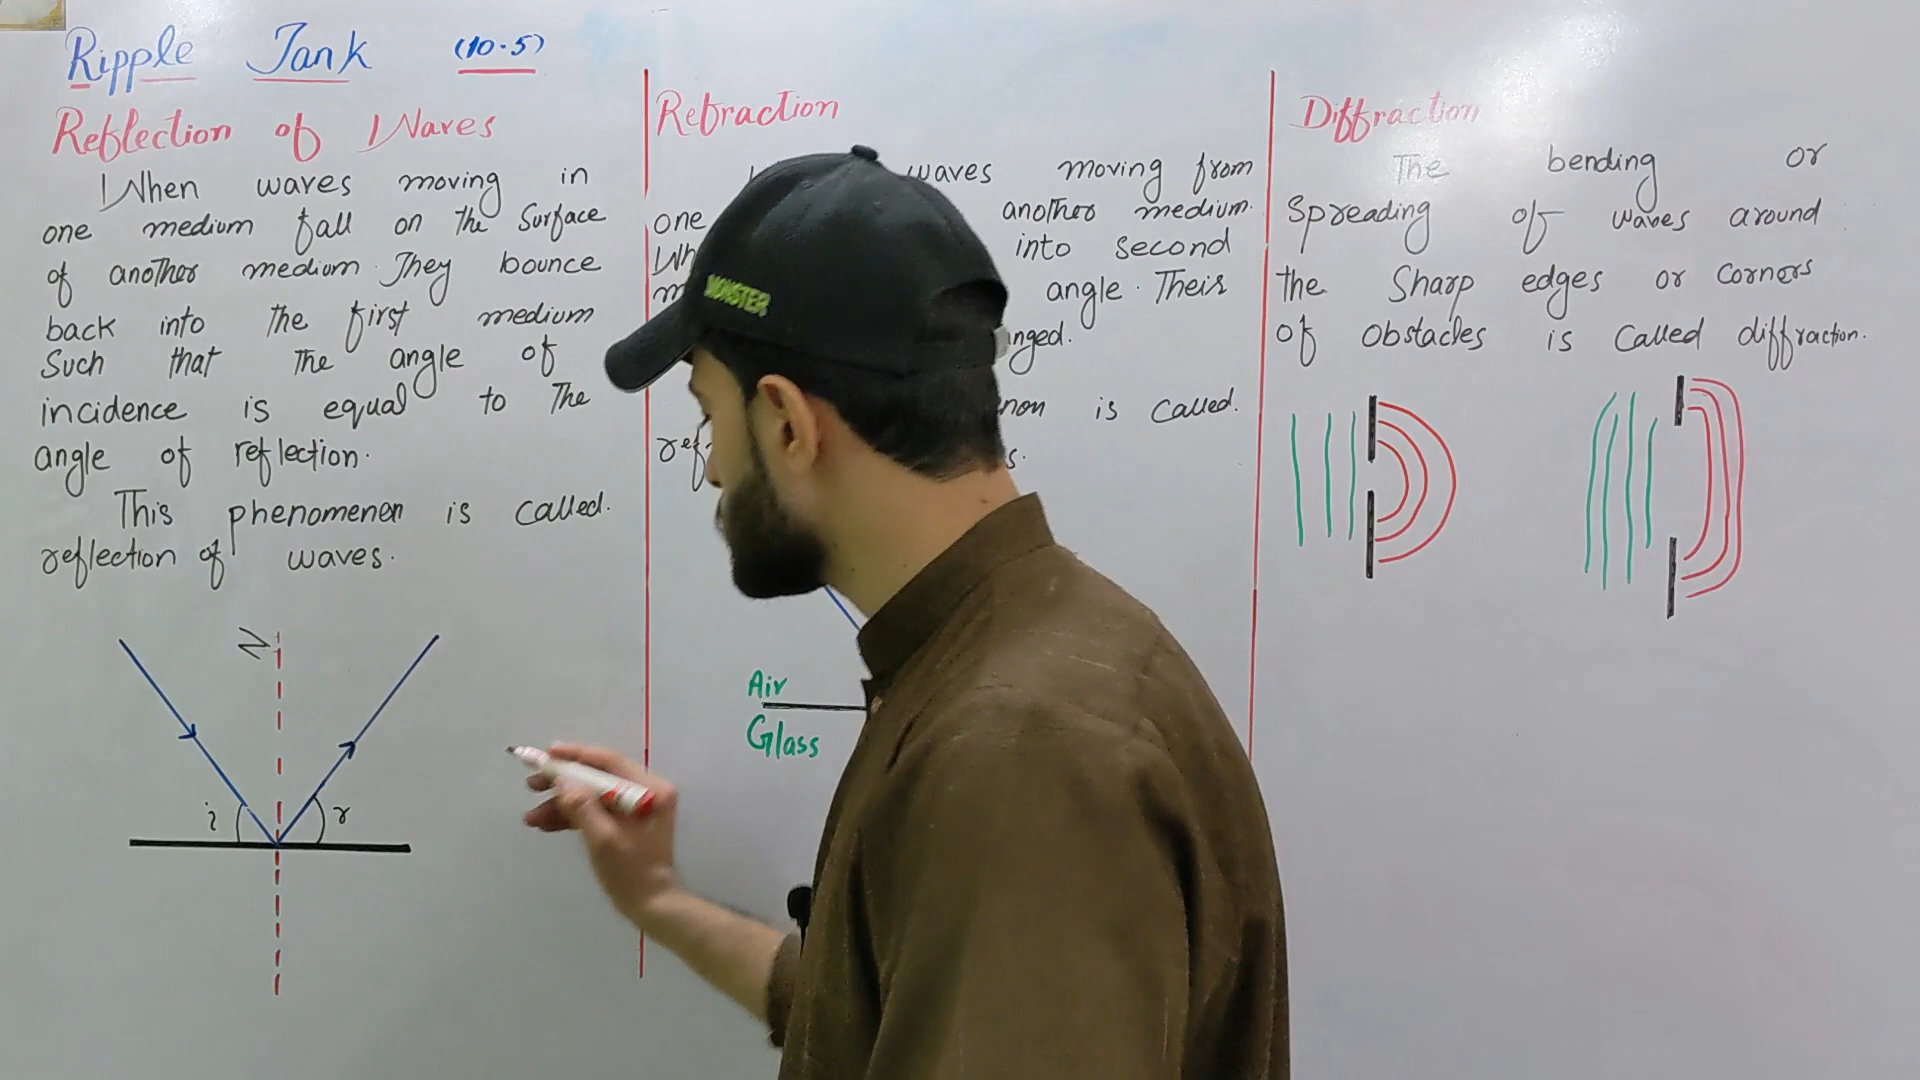 Ripple Tank (10.5)
Reflection of Waves
When waves moving in
one medium fall on the Surface
of another medium. They bounce
back into the first medium
Such that the angle of
incidence is equal to The
angle of reflection.
This phenomenon is called.
reflection of waves.
N
i r
Refraction
waves moving from
one another medium.
into second
angle. Their
is called.
Air
Glass
MONSTER
Diffraction
The bending or
Spreading of waves around
the Sharp edges or corners
of obstacles is called diffraction.